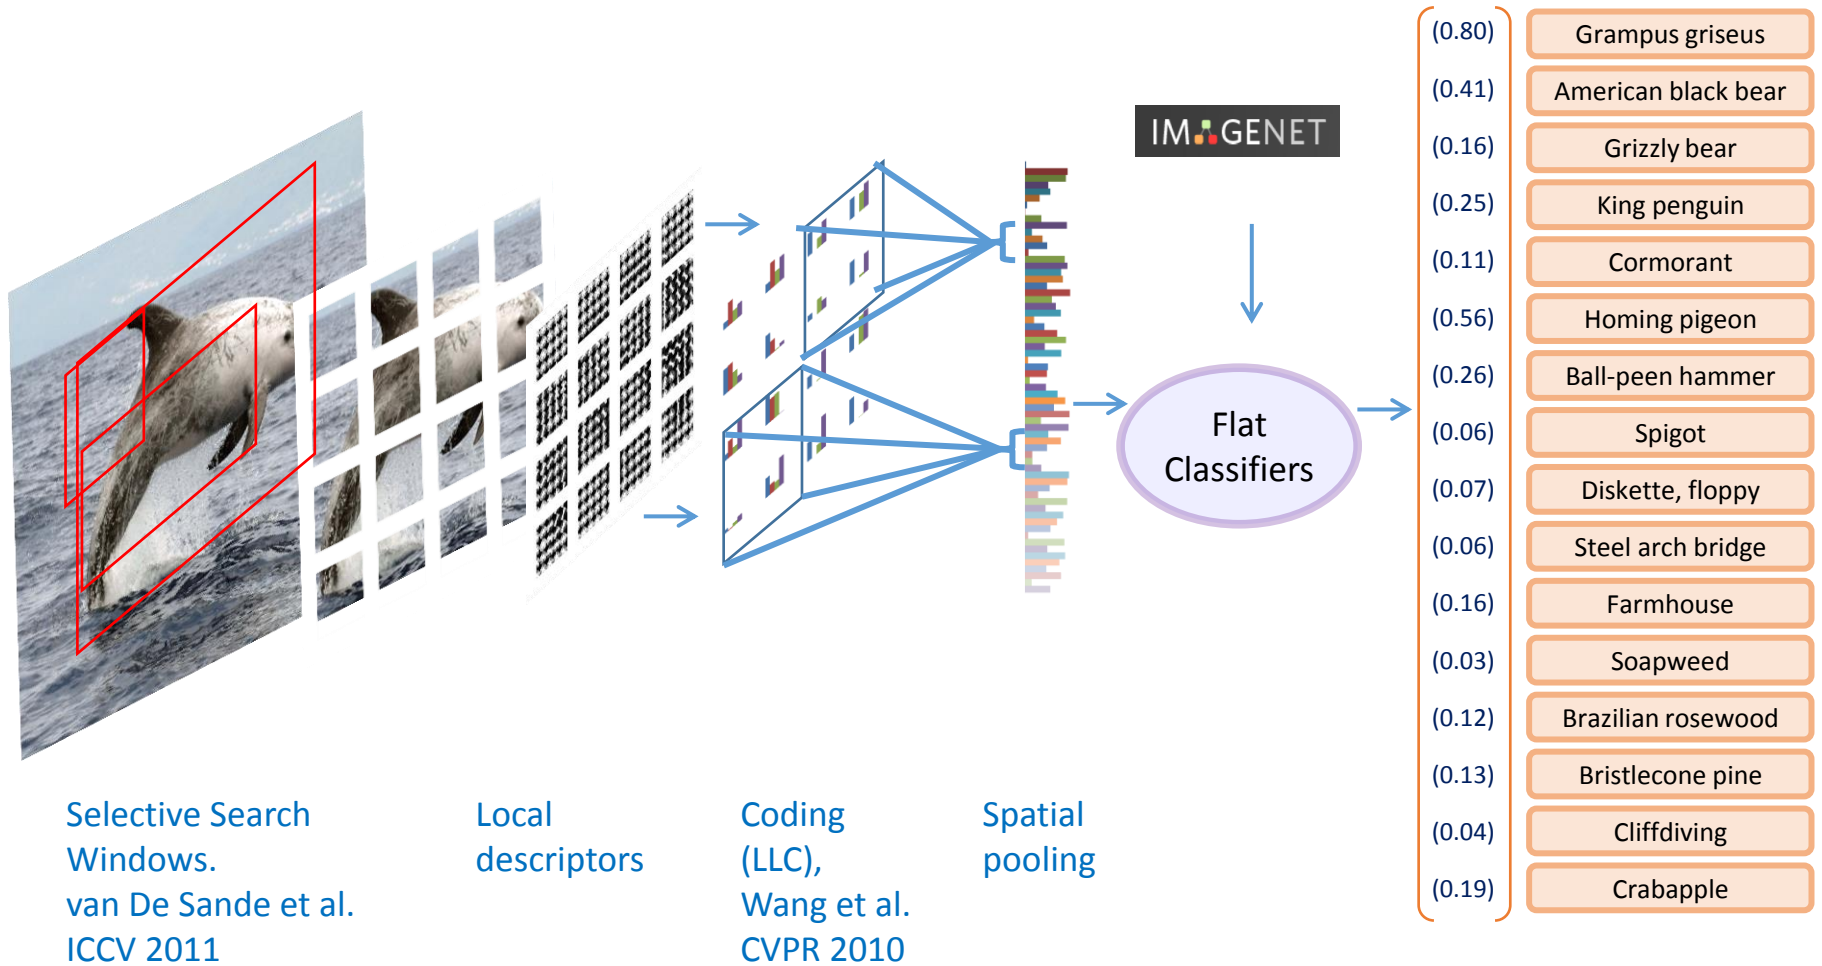 (0.80) Grampus griseus
(0.41) American black bear
IMAGENET
(0.16) Grizzly bear
(0.25) King penguin
(0.11) Cormorant
(0.56) Homing pigeon
(0.26) Ball-peen hammer
Flat
Classifiers
(0.06) Spigot
(0.07) Diskette, floppy
(0.06) Steel arch bridge
(0.16) Farmhouse
(0.03) Soapweed
(0.12) Brazilian rosewood
(0.13) Bristlecone pine
(0.04) Cliffdiving
(0.19) Crabapple
Selective Search
Windows.
van De Sande et al.
ICCV 2011
Local
descriptors
Coding
(LLC),
Wang et al.
CVPR 2010
Spatial
pooling